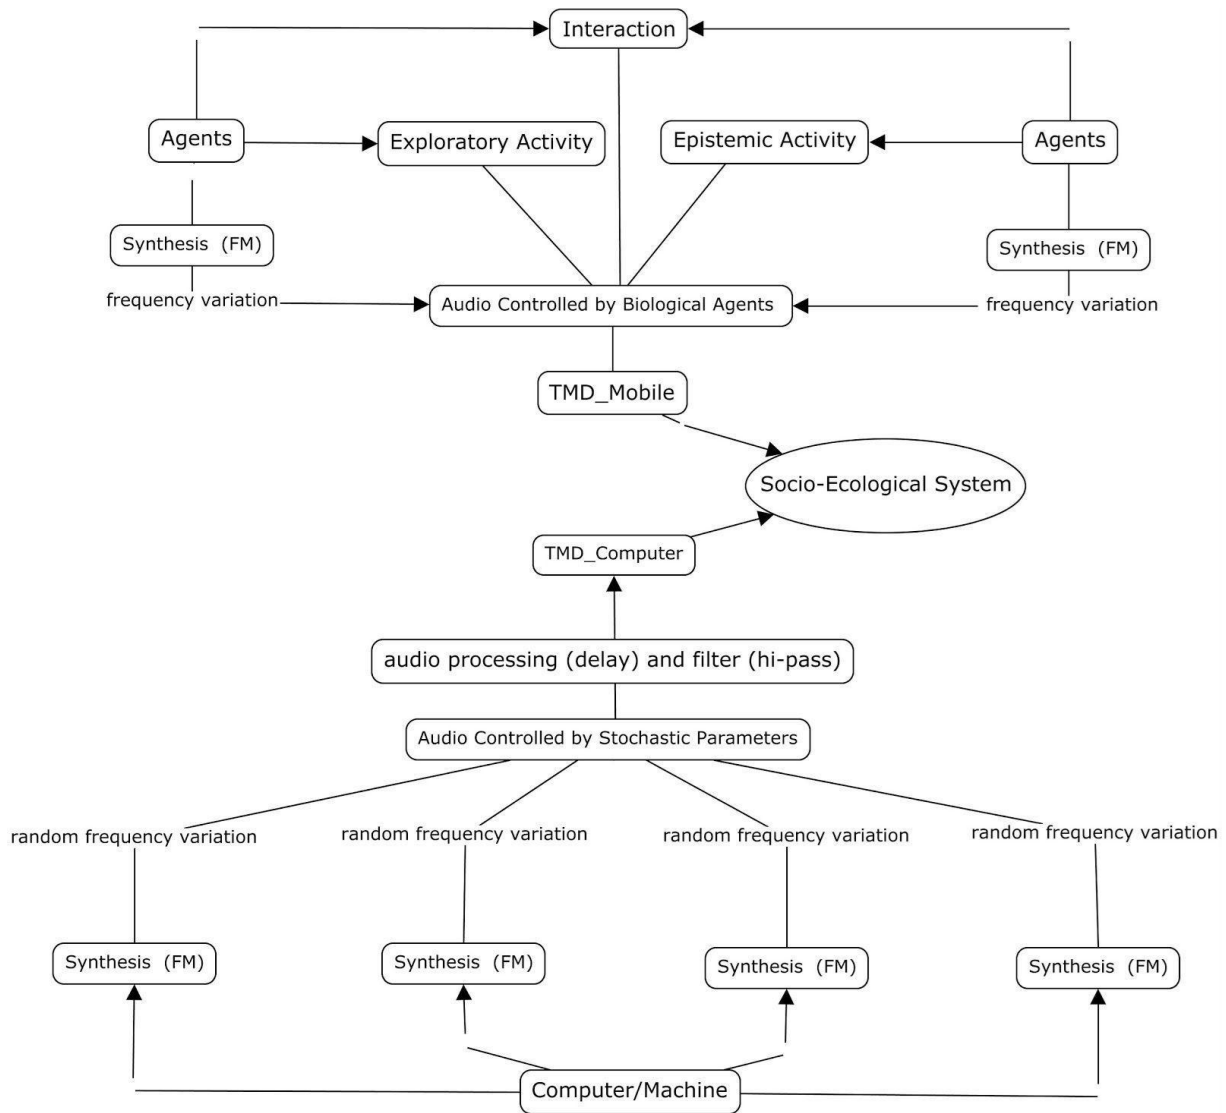 Interaction
Agents
Exploratory Activity
Epistemic Activity
Agents
Synthesis (FM)
Synthesis (FM)
frequency variation
Audio Controlled by Biological Agents
frequency variation
TMD_Mobile
Socio-Ecological System
TMD_Computer
audio processing (delay) and filter (hi-pass)
Audio Controlled by Stochastic Parameters
random frequency variation
random frequency variation
random frequency variation
random frequency variation
Synthesis (FM)
Synthesis (FM)
Synthesis (FM)
Synthesis (FM)
Computer/Machine